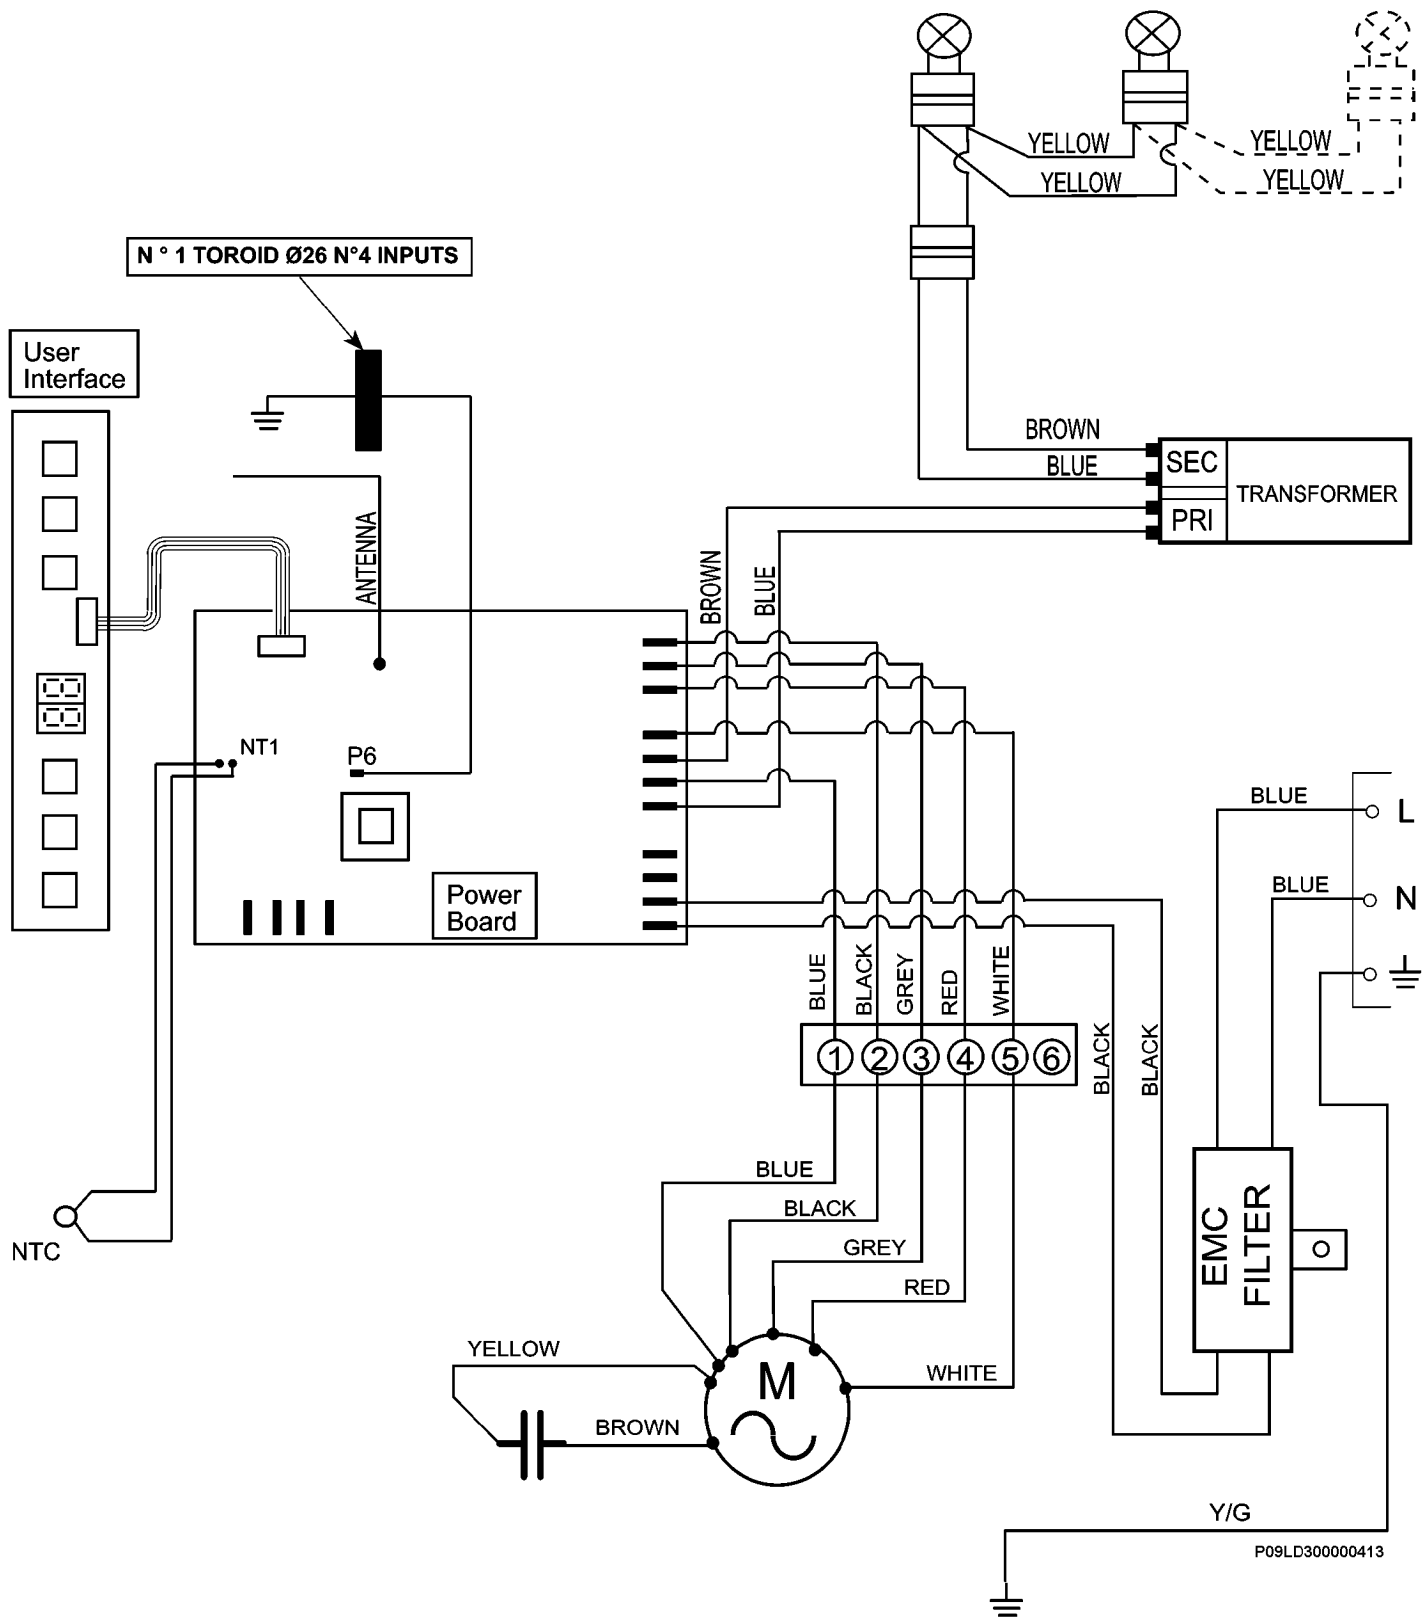 YELLOW
YELLOW
YELLOW
YELLOW
N ° 1 TOROID Ø26 N°4 INPUTS
User
Interface
BROWN
BLUE
SEC
PRI
TRANSFORMER
ANTENNA
BROWN
BLUE
NT1
P6
Power
Board
BLUE
L
BLUE
N
BLUE
BLACK
GREY
RED
WHITE
BLACK
BLACK
1 2 3 4 5 6
BLUE
BLACK
GREY
RED
WHITE
NTC
EMC
FILTER
YELLOW
BROWN
M
Y/G
P09LD300000413